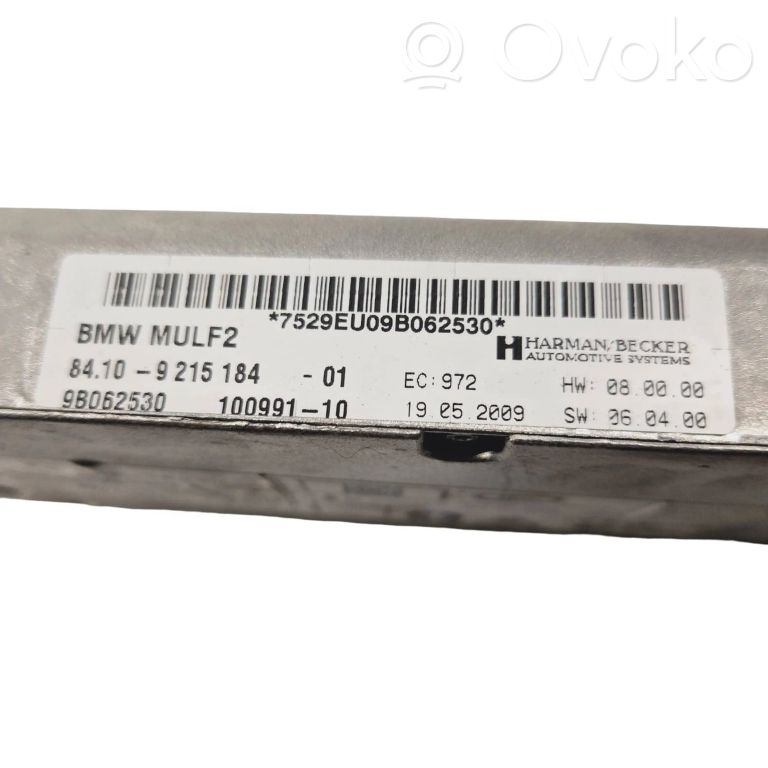 Ovoko
*7529EU09B062530*
BMW MULF2
HARMAN/BECKER
AUTOMOTIVE SYSTEMS
84.10 - 9 215 184 - 01 EC: 972 HW: 08.00.00
9B062530 100991-10 19.05.2009 SW: 06.04.00